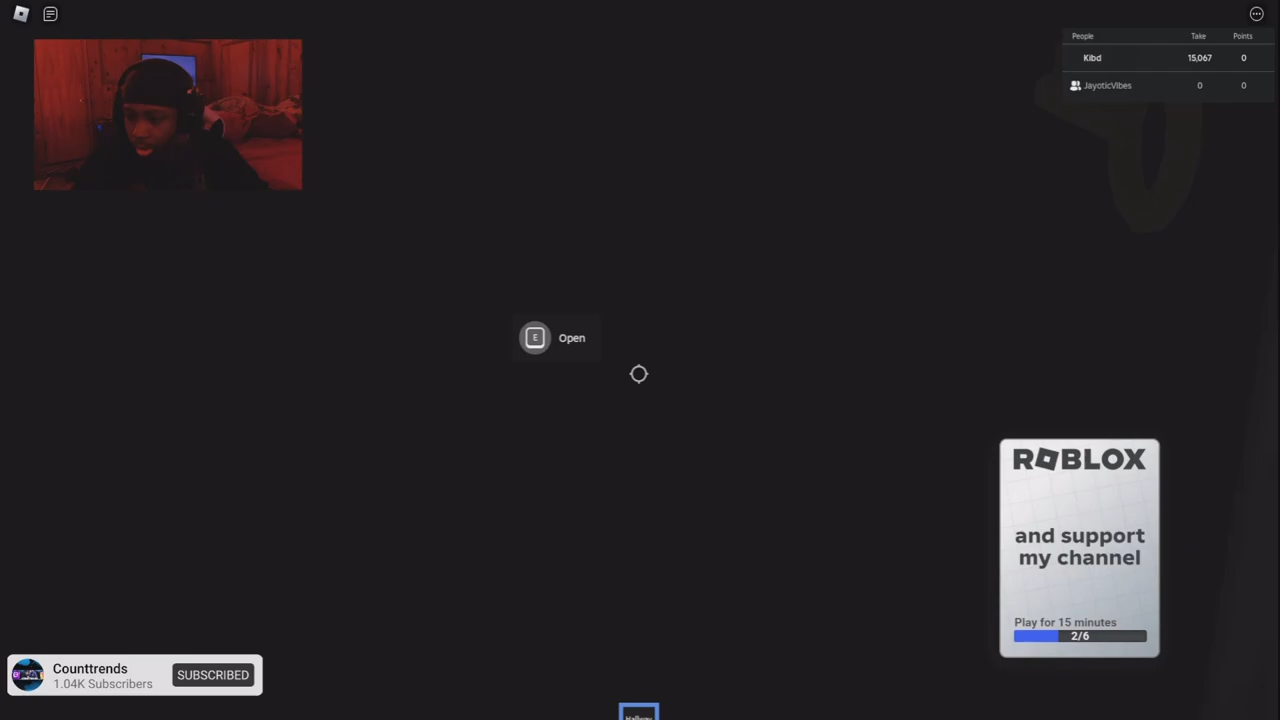 People Take Points
Kibd 15,067 0
JayoticVibes 0 0
E Open
ROBLOX
and support
my channel
Play for 15 minutes
2/6
Counttrends
1.04K Subscribers
SUBSCRIBED
Hallway